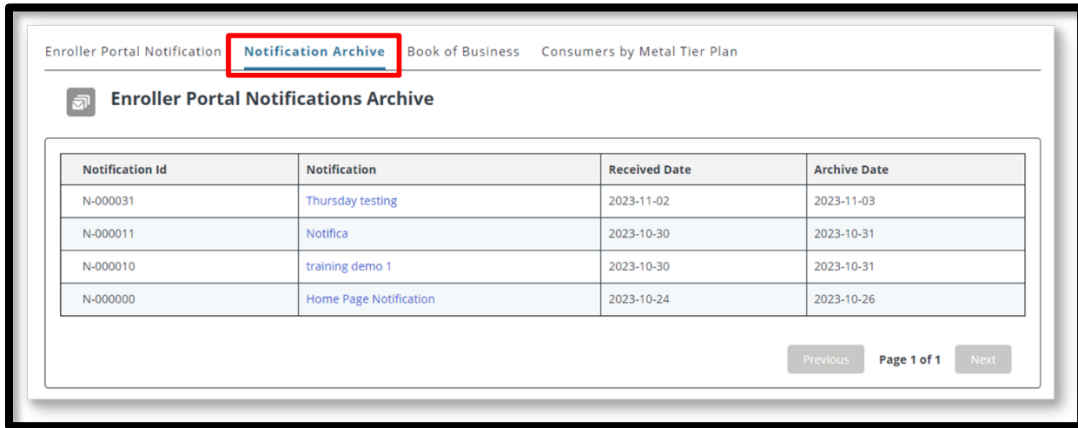 Enroller Portal Notification Notification Archive Book of Business Consumers by Metal Tier Plan
Enroller Portal Notifications Archive
Notification Id Notification Received Date Archive Date
N-000031 Thursday testing 2023-11-02 2023-11-03
N-000011 Notifica 2023-10-30 2023-10-31
N-000010 training demo 1 2023-10-30 2023-10-31
N-000000 Home Page Notification 2023-10-24 2023-10-26
Previous Page 1 of 1 Next